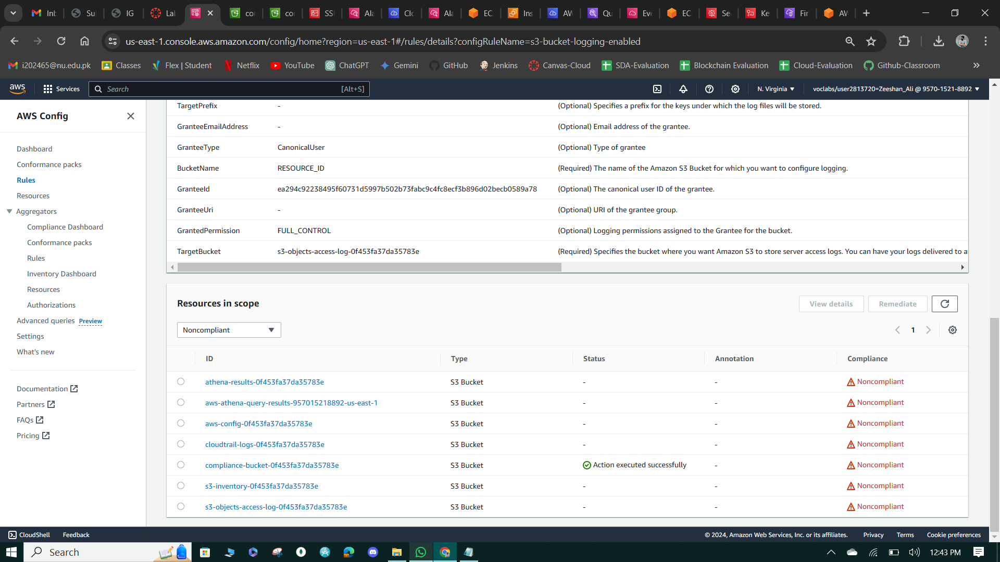 Inb
Su
IG
Lab
co
co
SS
Ala
Clo
Ala
EC
Ins
AW
Qu
Eve
EC
Se
Ke
Fir
AW
us-east-1.console.aws.amazon.com/config/home?region=us-east-1#/rules/details?configRuleName=s3-bucket-logging-enabled
i202465@nu.edu.pk
Classes
Flex | Student
Netflix
YouTube
ChatGPT
Gemini
GitHub
Jenkins
Canvas-Cloud
SDA-Evaluation
Blockchain Evaluation
Cloud-Evaluation
Github-Classroom
aws
Services
Search
[Alt+S]
N. Virginia
voclabs/user2813720=Zeeshan_Ali @ 9570-1521-8892
AWS Config
Dashboard
Conformance packs
Rules
Resources
Aggregators
Compliance Dashboard
Conformance packs
Rules
Inventory Dashboard
Resources
Authorizations
Advanced queries Preview
Settings
What's new
Documentation
Partners
FAQs
Pricing
TargetPrefix - (Optional) Specifies a prefix for the keys under which the log files will be stored.
GranteeEmailAddress - (Optional) Email address of the grantee.
GranteeType CanonicalUser (Optional) Type of grantee
BucketName RESOURCE_ID (Required) The name of the Amazon S3 Bucket for which you want to configure logging.
GranteeId ea294c92238495f60731d5997b502b73fabc9c4fc8ecf3b896d02becb0589a78 (Optional) The canonical user ID of the grantee.
GranteeUri - (Optional) URI of the grantee group.
GrantedPermission FULL_CONTROL (Optional) Logging permissions assigned to the Grantee for the bucket.
TargetBucket s3-objects-access-log-0f453fa37da35783e (Required) Specifies the bucket where you want Amazon S3 to store server access logs. You can have your logs delivered to a
Resources in scope
View details
Remediate
Noncompliant
1
ID Type Status Annotation Compliance
athena-results-0f453fa37da35783e S3 Bucket - - Noncompliant
aws-athena-query-results-957015218892-us-east-1 S3 Bucket - - Noncompliant
aws-config-0f453fa37da35783e S3 Bucket - - Noncompliant
cloudtrail-logs-0f453fa37da35783e S3 Bucket - - Noncompliant
compliance-bucket-0f453fa37da35783e S3 Bucket Action executed successfully - Noncompliant
s3-inventory-0f453fa37da35783e S3 Bucket - - Noncompliant
s3-objects-access-log-0f453fa37da35783e S3 Bucket - - Noncompliant
CloudShell
Feedback
© 2024, Amazon Web Services, Inc. or its affiliates.
Privacy
Terms
Cookie preferences
Search
12:43 PM